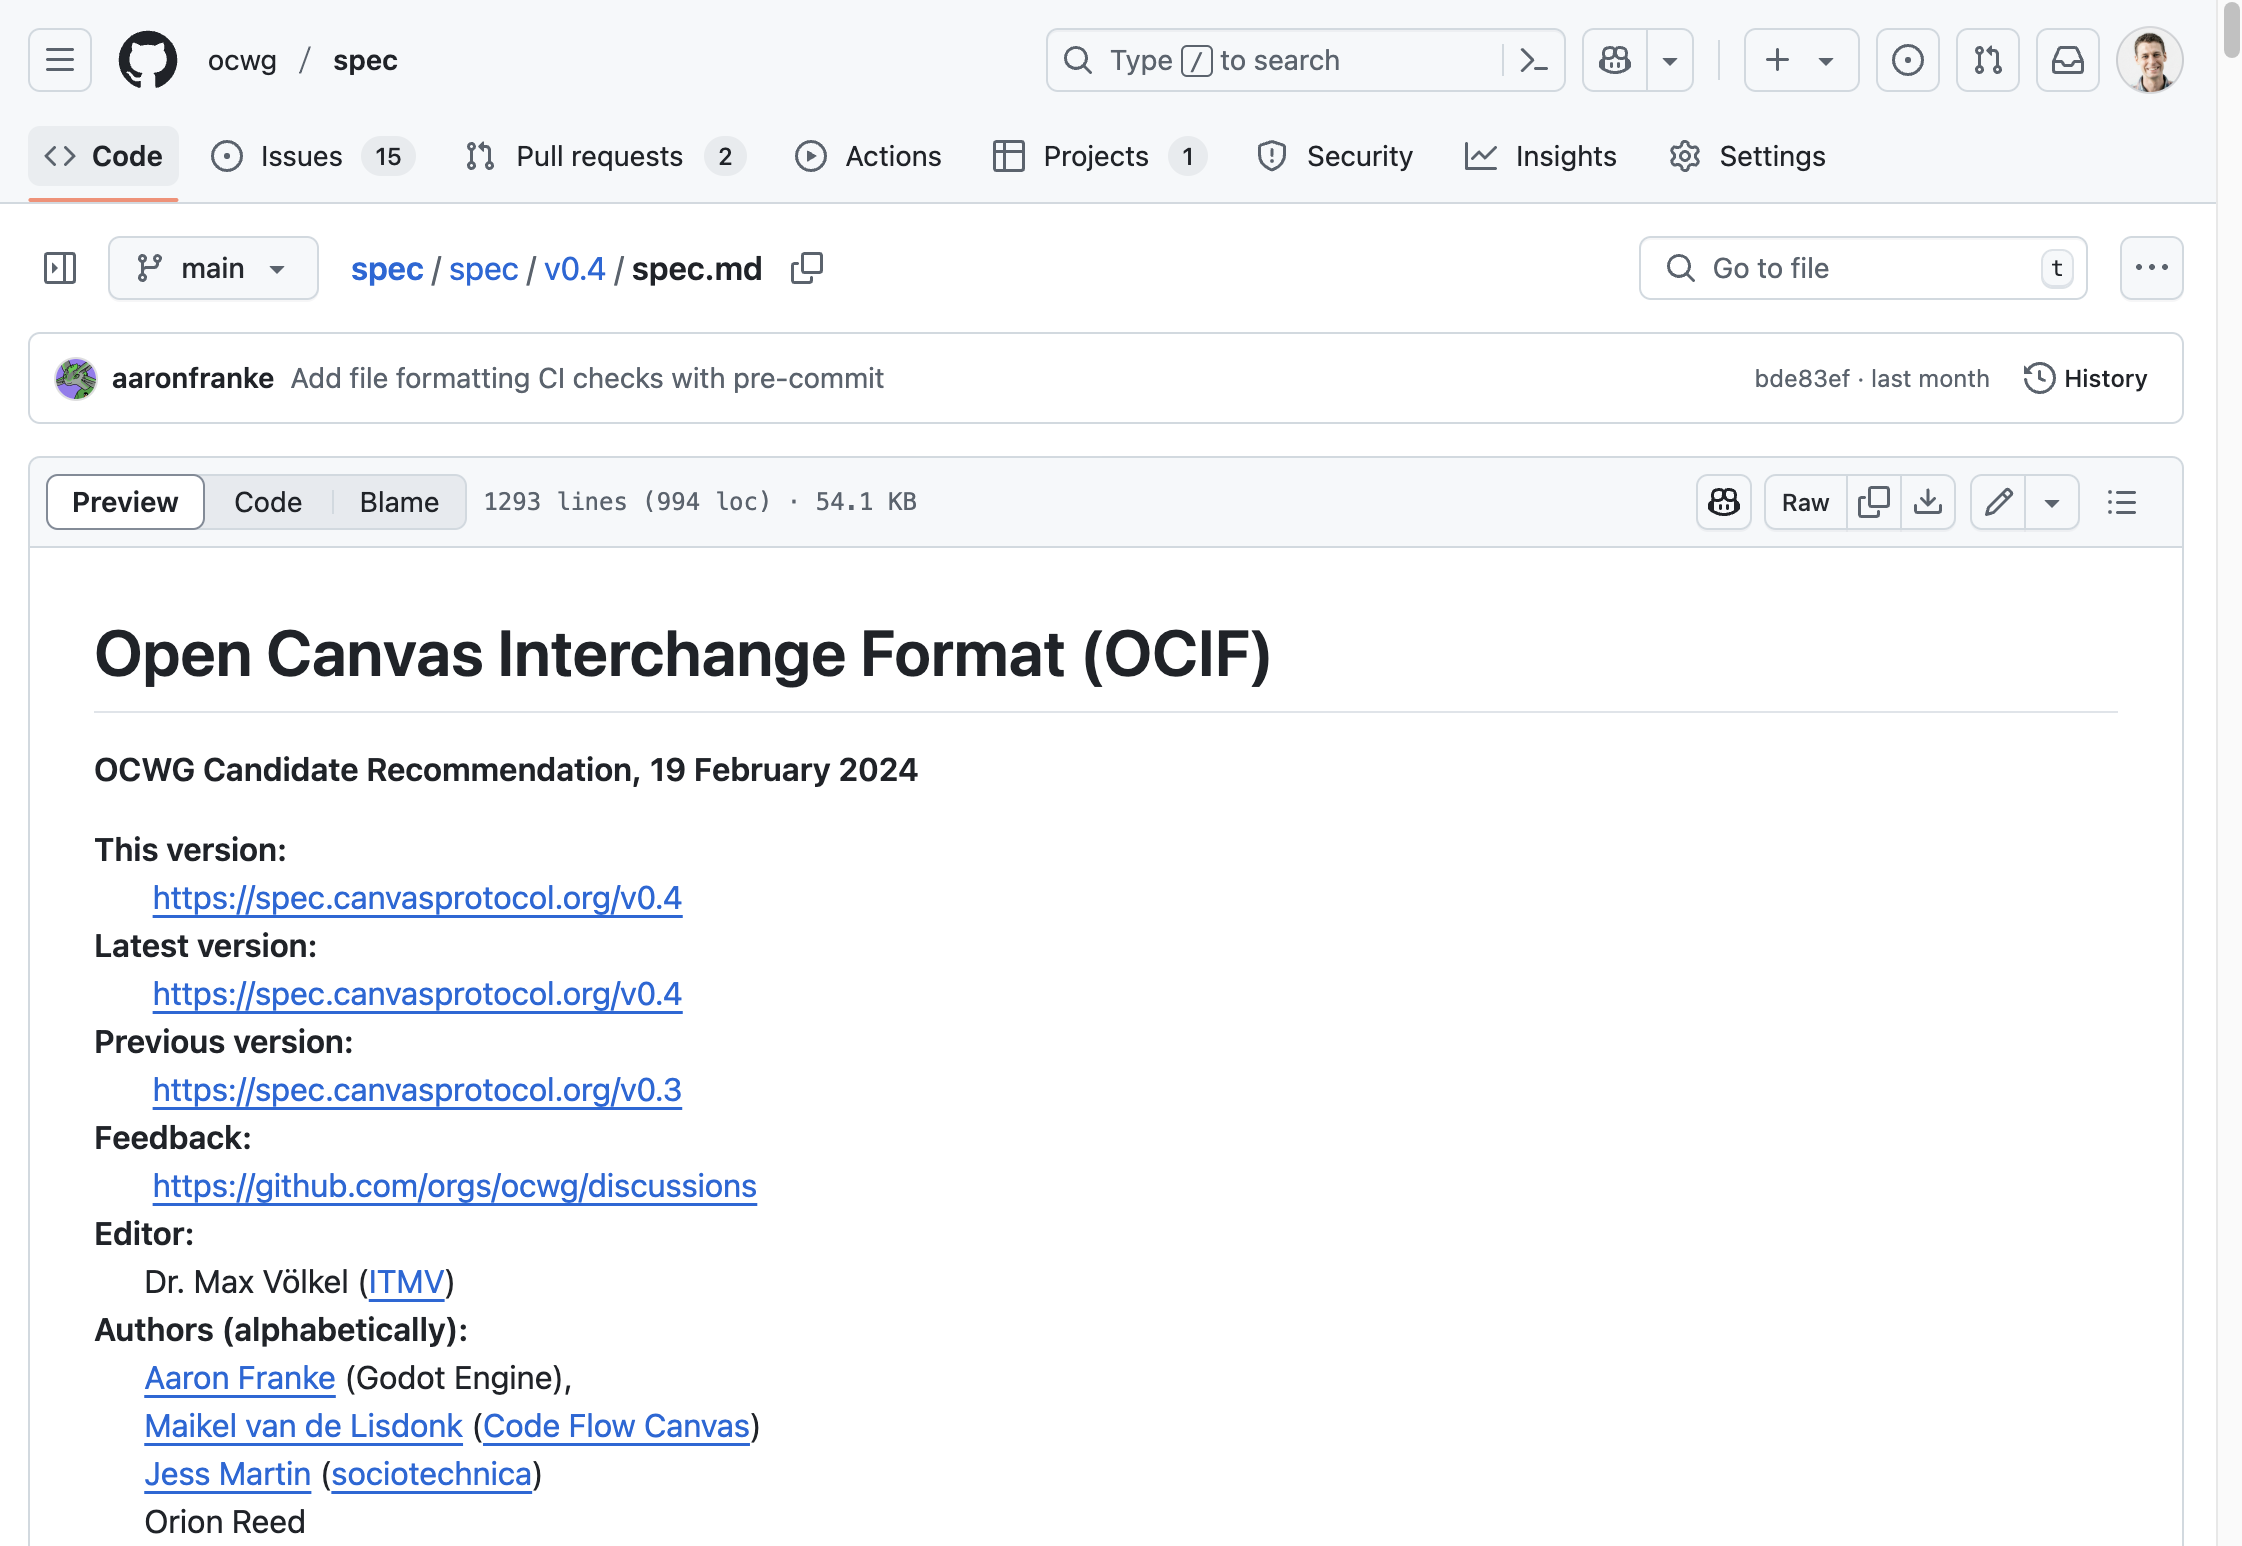 ocwg / spec
Type / to search
Code Issues 15 Pull requests 2 Actions Projects 1 Security Insights Settings
main spec / spec / v0.4 / spec.md Go to file t
aaronfranke Add file formatting CI checks with pre-commit bde83ef · last month History
Preview Code Blame 1293 lines (994 loc) · 54.1 KB Raw
Open Canvas Interchange Format (OCIF)
OCWG Candidate Recommendation, 19 February 2024
This version:
https://spec.canvasprotocol.org/v0.4
Latest version:
https://spec.canvasprotocol.org/v0.4
Previous version:
https://spec.canvasprotocol.org/v0.3
Feedback:
https://github.com/orgs/ocwg/discussions
Editor:
Dr. Max Völkel (ITMV)
Authors (alphabetically):
Aaron Franke (Godot Engine),
Maikel van de Lisdonk (Code Flow Canvas)
Jess Martin (sociotechnica)
Orion Reed